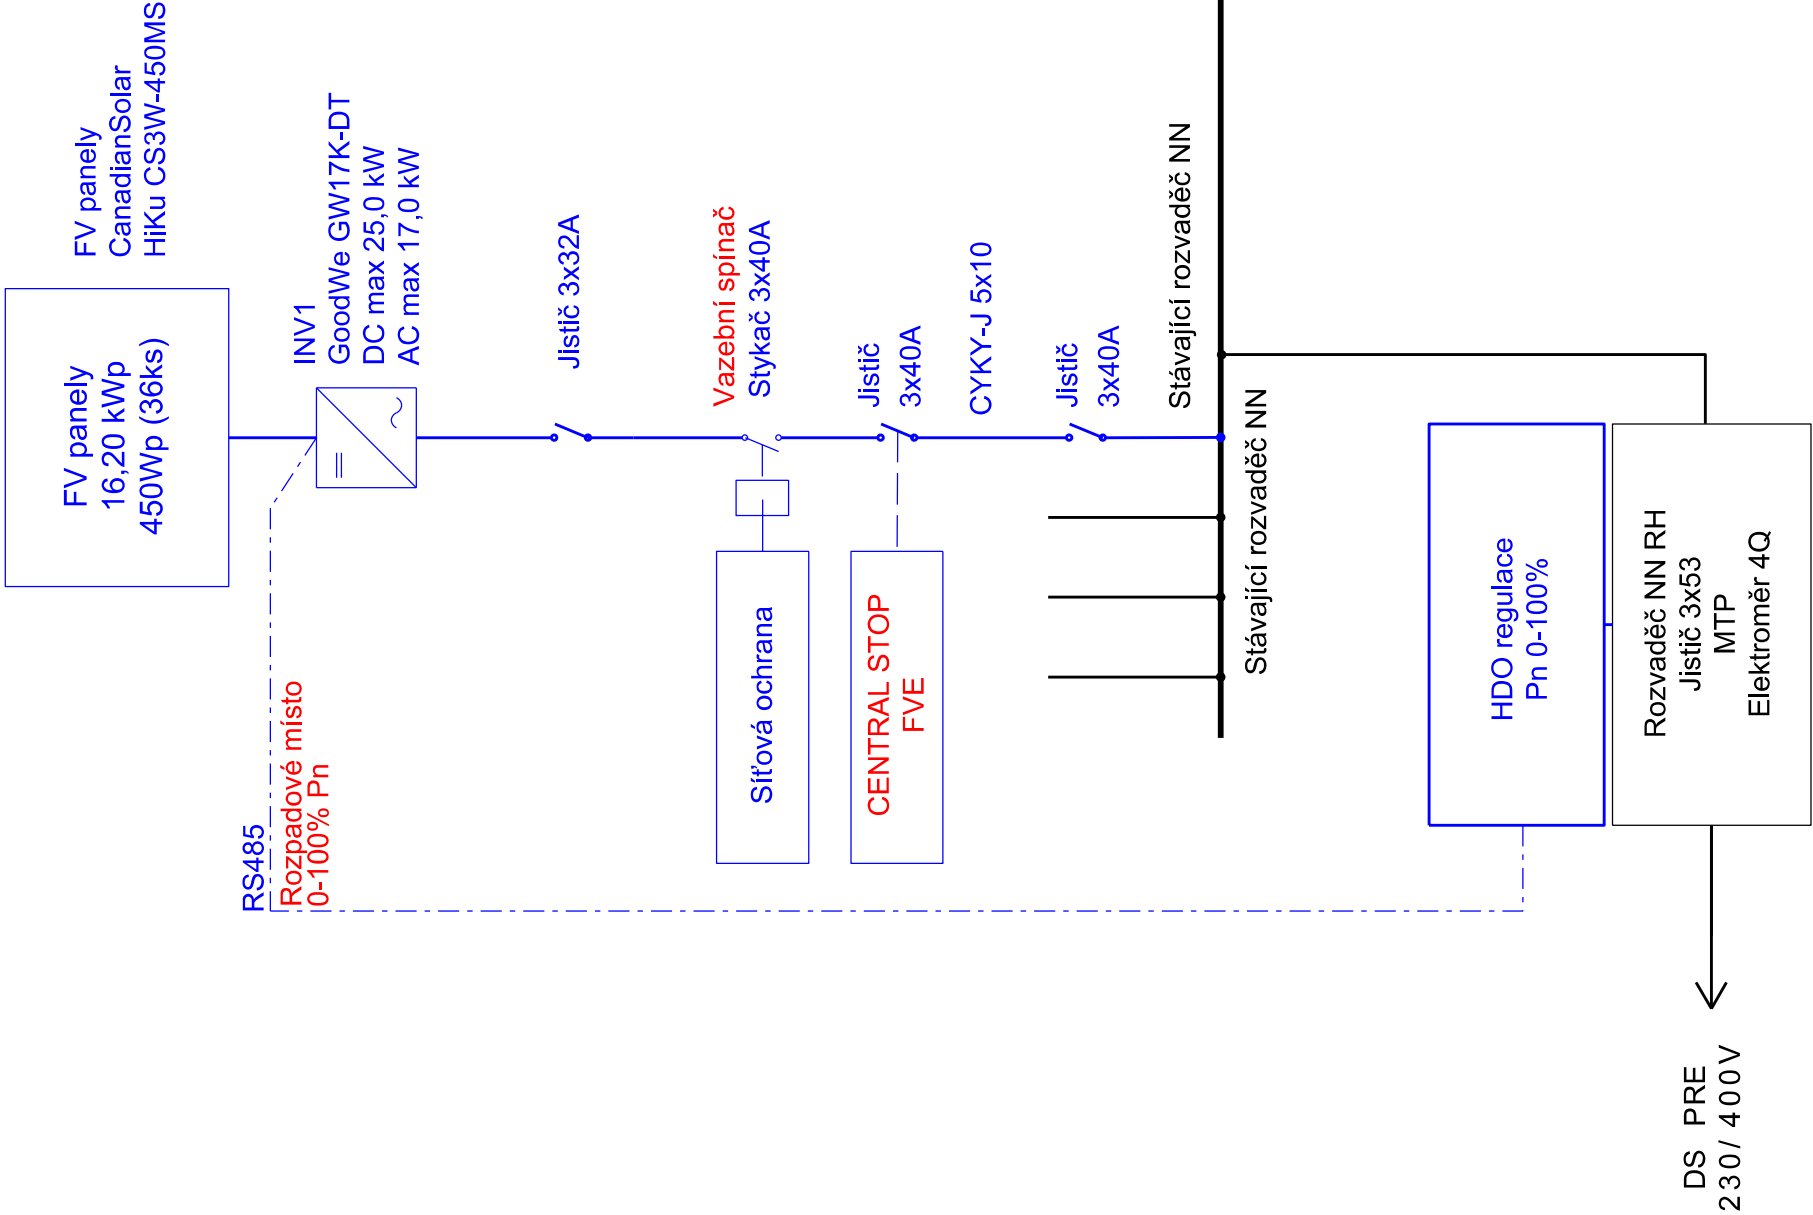 FV panely
CanadianSolar
HiKu CS3W-450MS
FV panely
16,20 kWp
450Wp (36ks)
INV1
GoodWe GW17K-DT
DC max 25,0 kW
AC max 17,0 kW
RS485
Rozpadové místo
0-100% Pn
Jistič 3x32A
Vazební spínač
Stykač 3x40A
Síťová ochrana
Jistič
3x40A
CENTRAL STOP
FVE
CYKY-J 5x10
Jistič
3x40A
Stávající rozvaděč NN
Stávající rozvaděč NN
HDO regulace
Pn 0-100%
Rozvaděč NN RH
Jistič 3x53
MTP
Elektroměr 4Q
DS PRE
230/400V